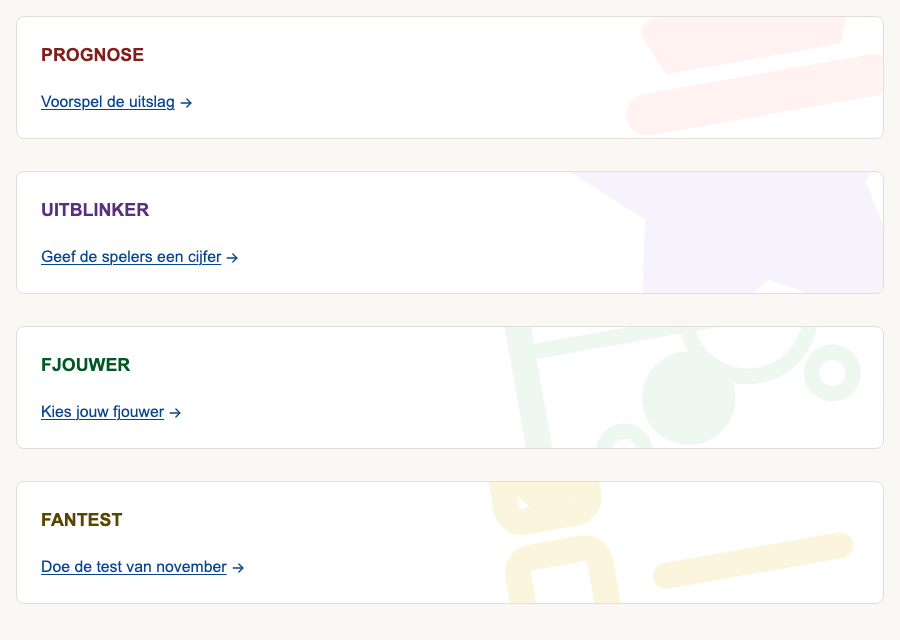 PROGNOSE
Voorspel de uitslag →
UITBLINKER
Geef de spelers een cijfer →
FJOUWER
Kies jouw fjouwer →
FANTEST
Doe de test van november →